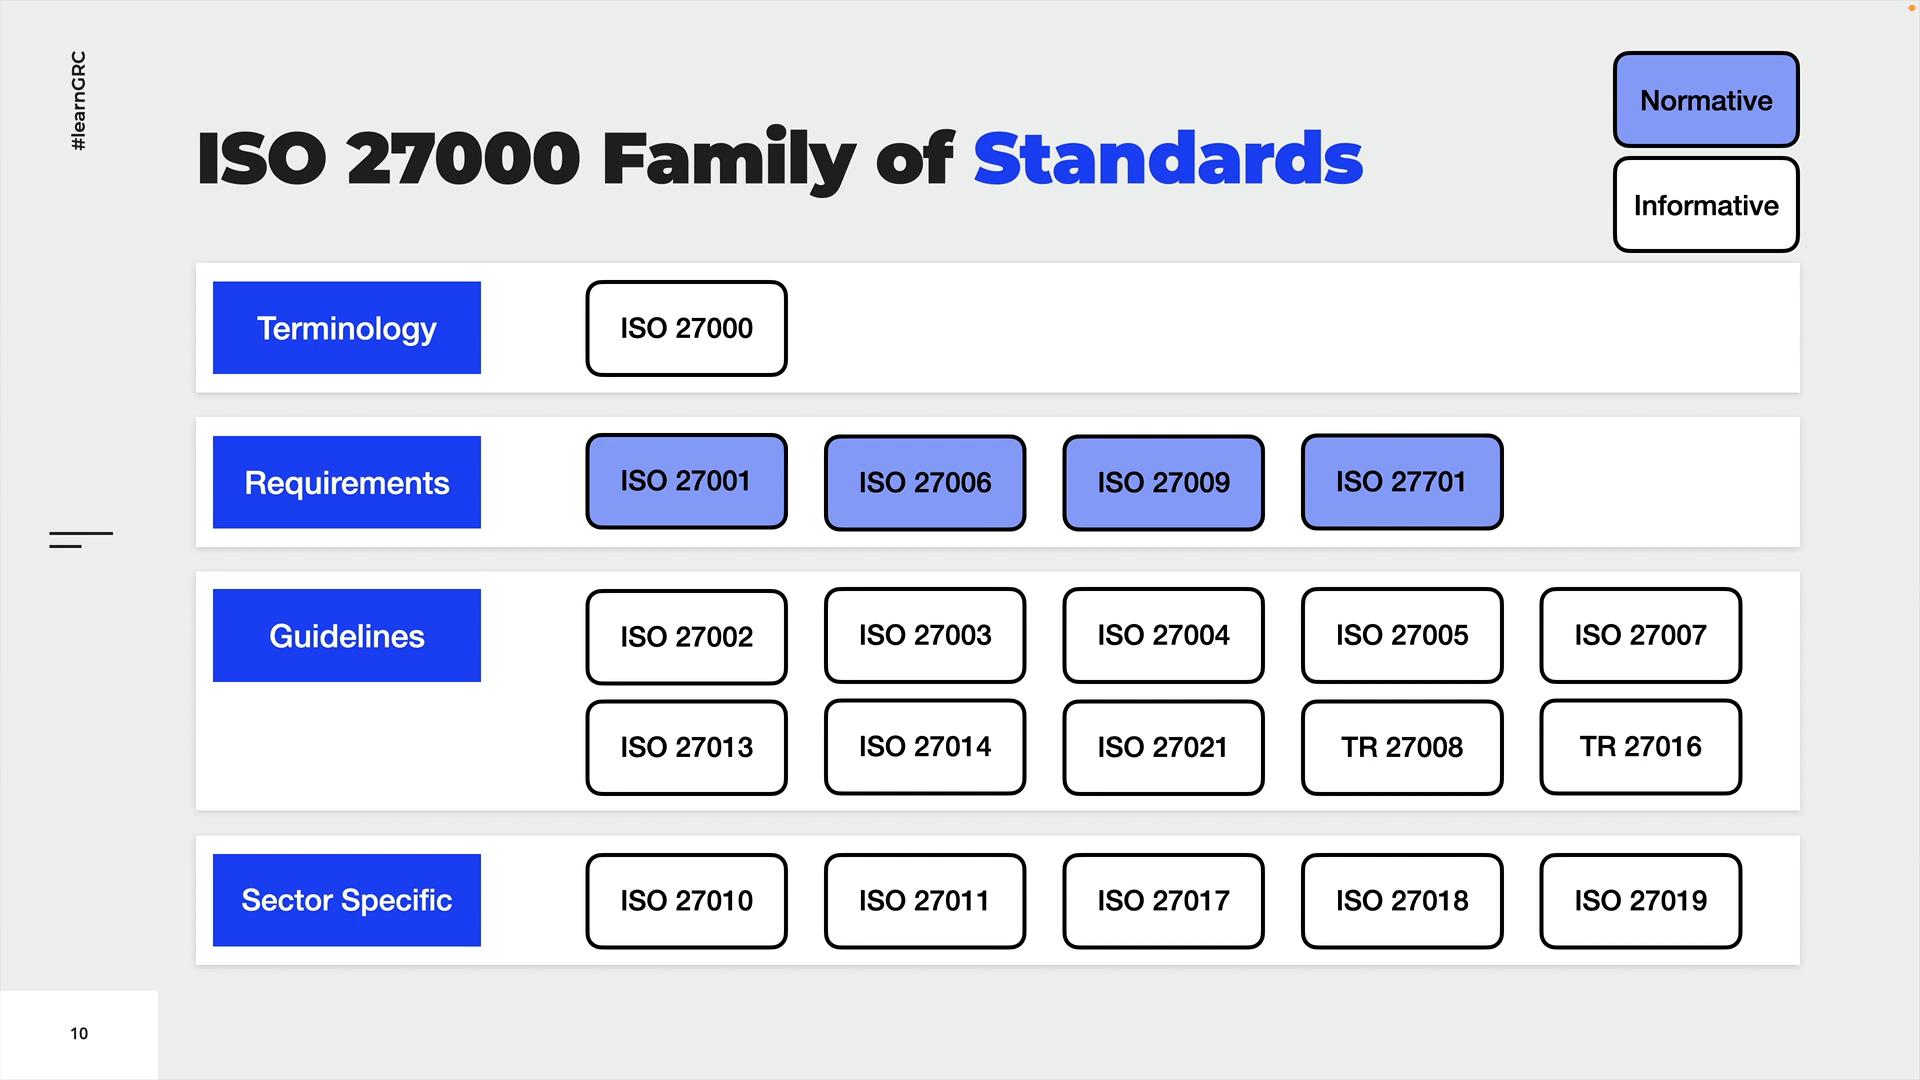 #learnGRC
ISO 27000 Family of Standards
Normative
Informative
Terminology
ISO 27000
Requirements
ISO 27001
ISO 27006
ISO 27009
ISO 27701
Guidelines
ISO 27002
ISO 27003
ISO 27004
ISO 27005
ISO 27007
ISO 27013
ISO 27014
ISO 27021
TR 27008
TR 27016
Sector Specific
ISO 27010
ISO 27011
ISO 27017
ISO 27018
ISO 27019
10